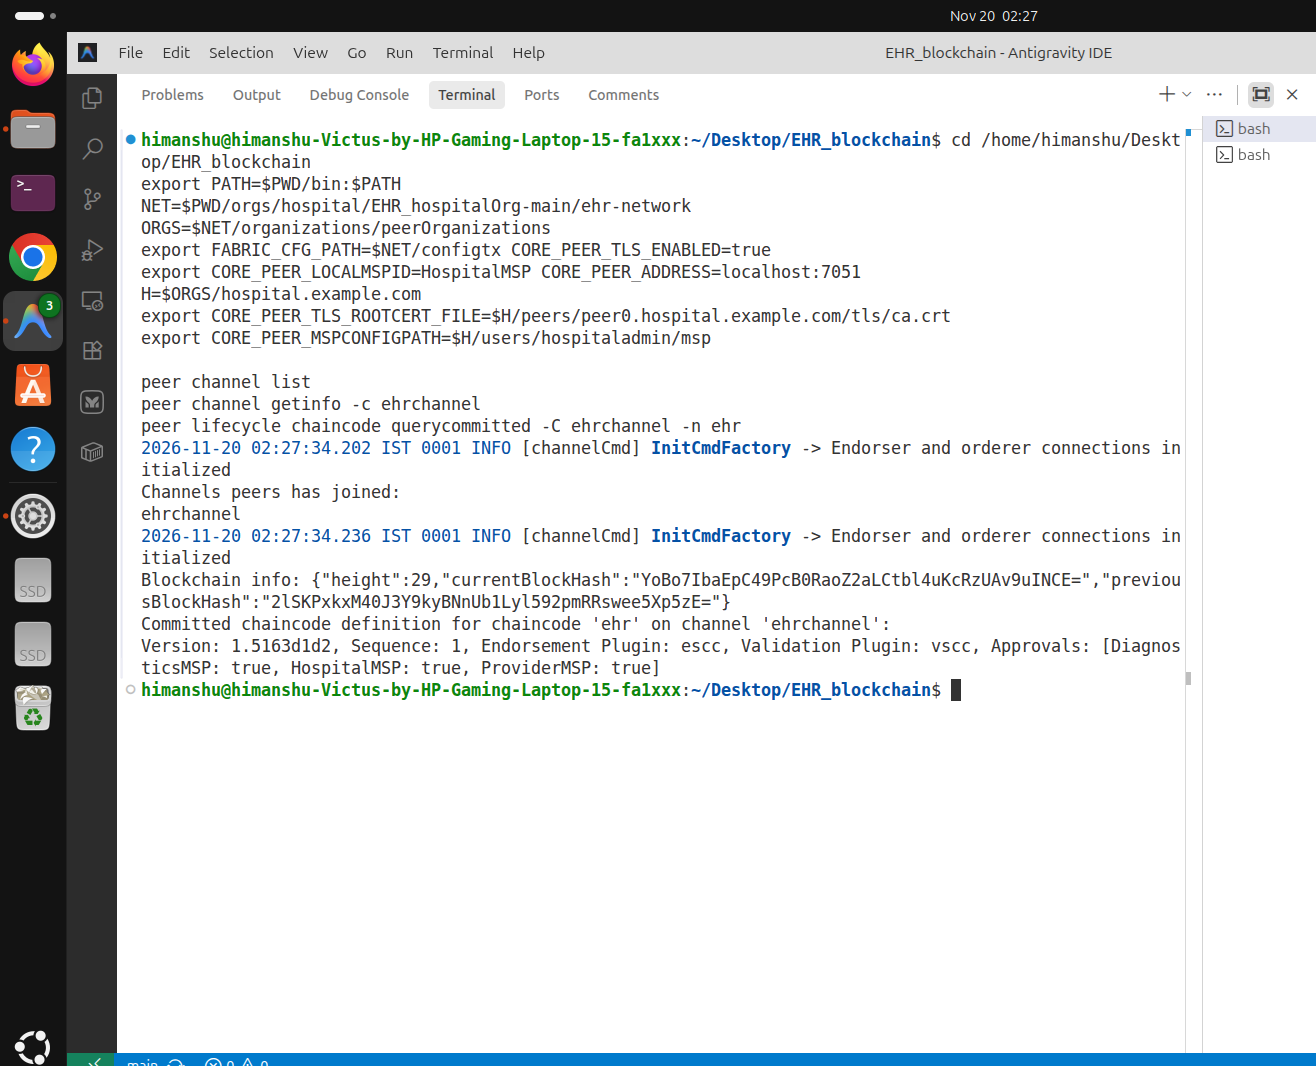 Nov 20 02:27
File Edit Selection View Go Run Terminal Help
EHR_blockchain - Antigravity IDE
Problems Output Debug Console Terminal Ports Comments
bash
bash
himanshu@himanshu-Victus-by-HP-Gaming-Laptop-15-fa1xxx:~/Desktop/EHR_blockchain$ cd /home/himanshu/Deskt
op/EHR_blockchain
export PATH=$PWD/bin:$PATH
NET=$PWD/orgs/hospital/EHR_hospitalOrg-main/ehr-network
ORGS=$NET/organizations/peerOrganizations
export FABRIC_CFG_PATH=$NET/configtx CORE_PEER_TLS_ENABLED=true
export CORE_PEER_LOCALMSPID=HospitalMSP CORE_PEER_ADDRESS=localhost:7051
H=$ORGS/hospital.example.com
export CORE_PEER_TLS_ROOTCERT_FILE=$H/peers/peer0.hospital.example.com/tls/ca.crt
export CORE_PEER_MSPCONFIGPATH=$H/users/hospitaladmin/msp
peer channel list
peer channel getinfo -c ehrchannel
peer lifecycle chaincode querycommitted -C ehrchannel -n ehr
2026-11-20 02:27:34.202 IST 0001 INFO [channelCmd] InitCmdFactory -> Endorser and orderer connections in
itialized
Channels peers has joined:
ehrchannel
2026-11-20 02:27:34.236 IST 0001 INFO [channelCmd] InitCmdFactory -> Endorser and orderer connections in
itialized
Blockchain info: {"height":29,"currentBlockHash":"YoBo7IbaEpC49PcB0RaoZ2aLCtbl4uKcRzUAv9uINCE=","previou
sBlockHash":"2lSKPxkxM40J3Y9kyBNnUb1Lyl592pmRRswee5Xp5zE="}
Committed chaincode definition for chaincode 'ehr' on channel 'ehrchannel':
Version: 1.5163d1d2, Sequence: 1, Endorsement Plugin: escc, Validation Plugin: vscc, Approvals: [Diagnos
ticsMSP: true, HospitalMSP: true, ProviderMSP: true]
himanshu@himanshu-Victus-by-HP-Gaming-Laptop-15-fa1xxx:~/Desktop/EHR_blockchain$
3
SSD
SSD
main 0 0